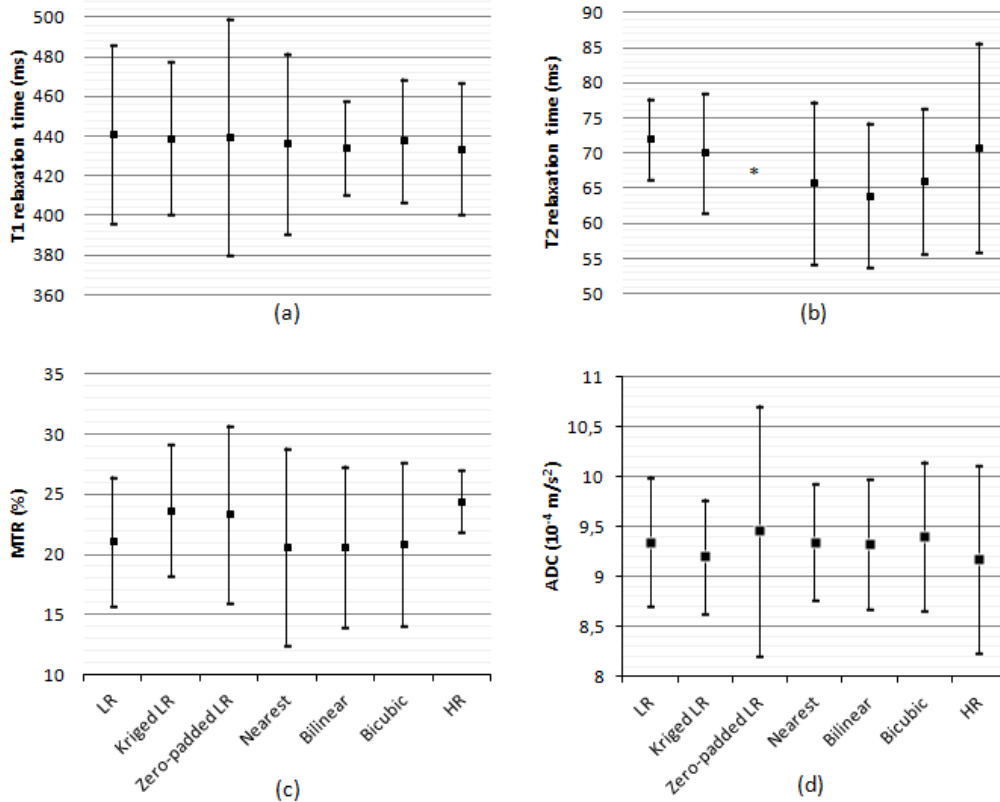 T1 relaxation time (ms)
500
480
460
440
420
400
380
360
(a)
T2 relaxation time (ms)
90
85
80
75
70
65
60
55
50
*
(b)
MTR (%)
35
30
25
20
15
10
LR
Kriged LR
Zero-padded LR
Nearest
Bilinear
Bicubic
HR
(c)
ADC (10⁻⁴ m/s²)
11
10,5
10
9,5
9
8,5
8
LR
Kriged LR
Zero-padded LR
Nearest
Bilinear
Bicubic
HR
(d)